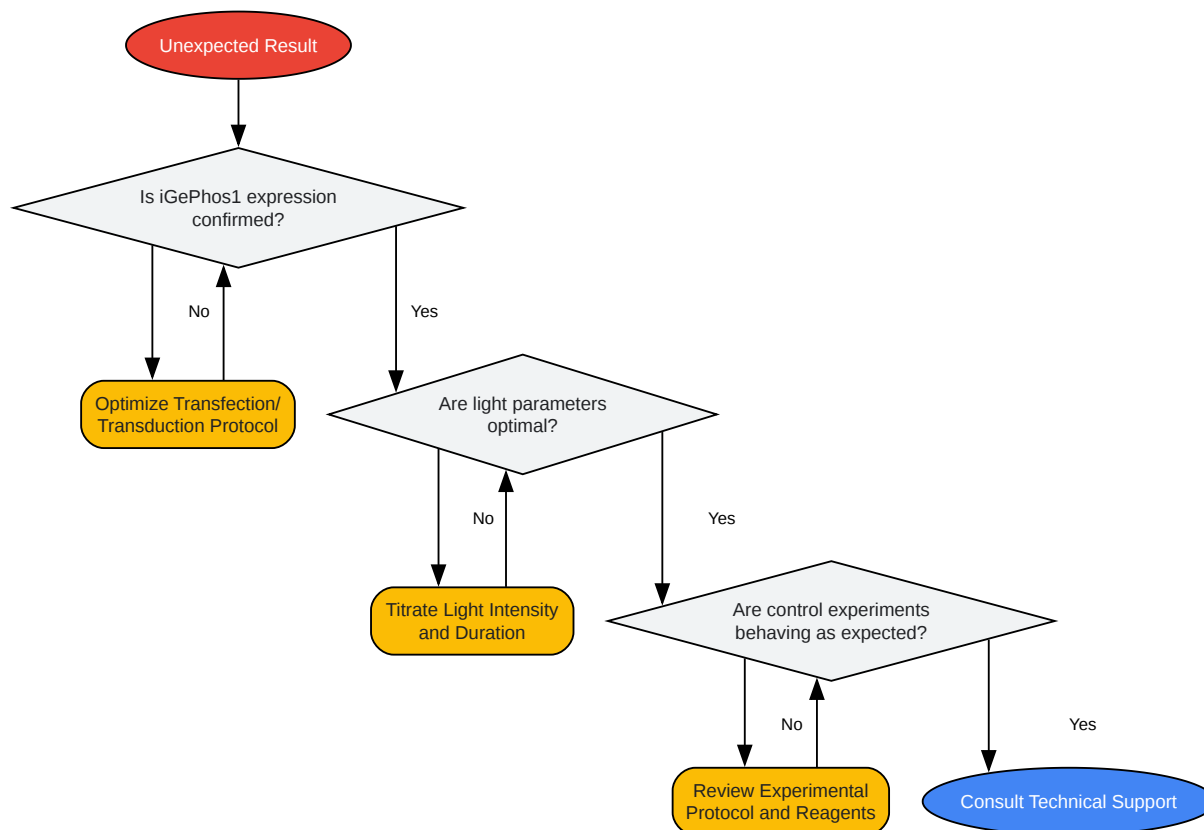 Unexpected Result
Is iGePhos1 expression
confirmed?
No
Yes
Optimize Transfection/
Transduction Protocol
Are light parameters
optimal?
No
Yes
Titrate Light Intensity
and Duration
Are control experiments
behaving as expected?
No
Yes
Review Experimental
Protocol and Reagents
Consult Technical Support